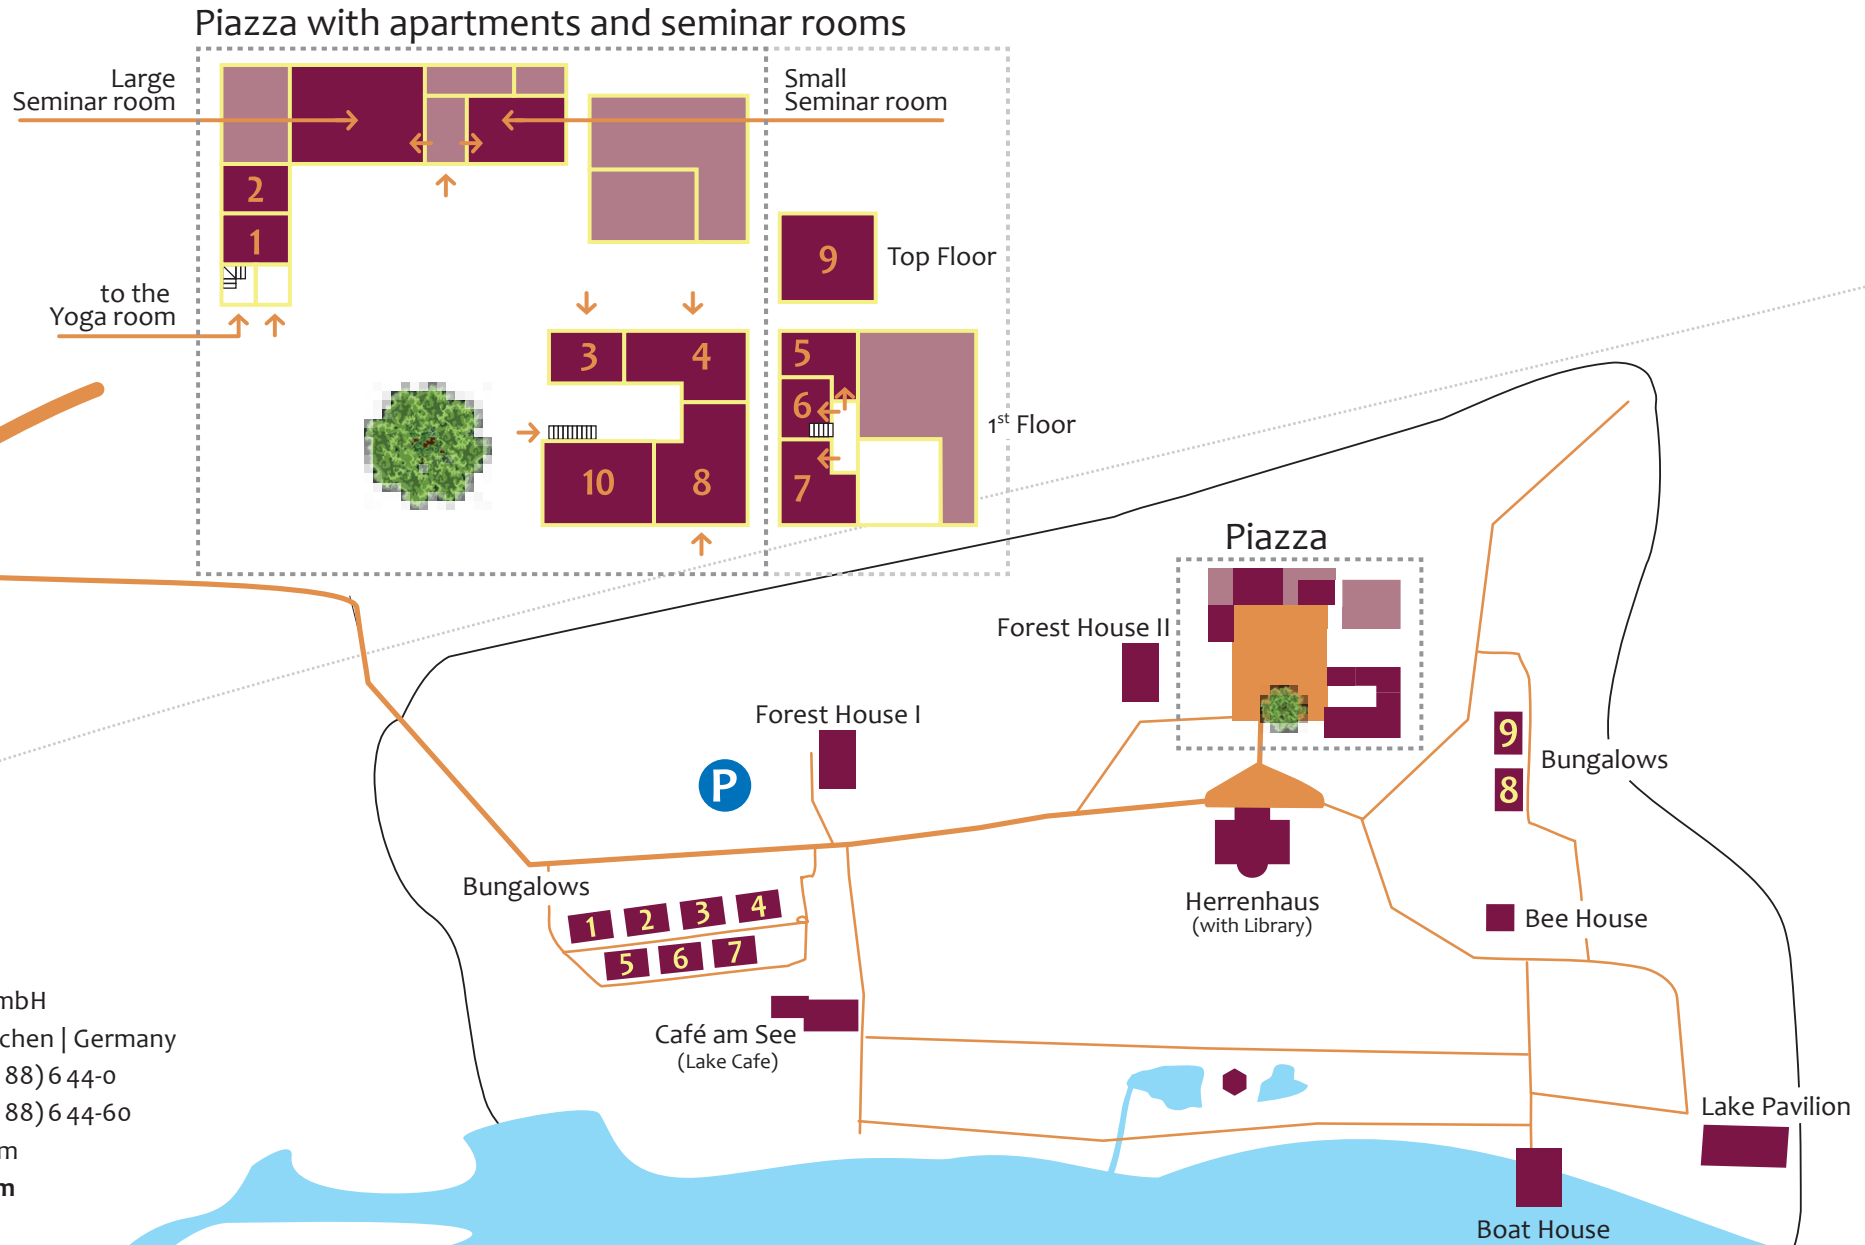 Piazza with apartments and seminar rooms
Large
Seminar room
Small
Seminar room
2
1
9
Top Floor
to the
Yoga room
3
4
5
6
7
1st Floor
10
8
Piazza
Forest House II
Forest House I
P
9
8
Bungalows
Bungalows
1 2 3 4
5 6 7
Herrenhaus
(with Library)
Bee House
Café am See
(Lake Cafe)
Lake Pavilion
Boat House
mbH
chen | Germany
88) 6 44-0
88) 6 44-60
m
m